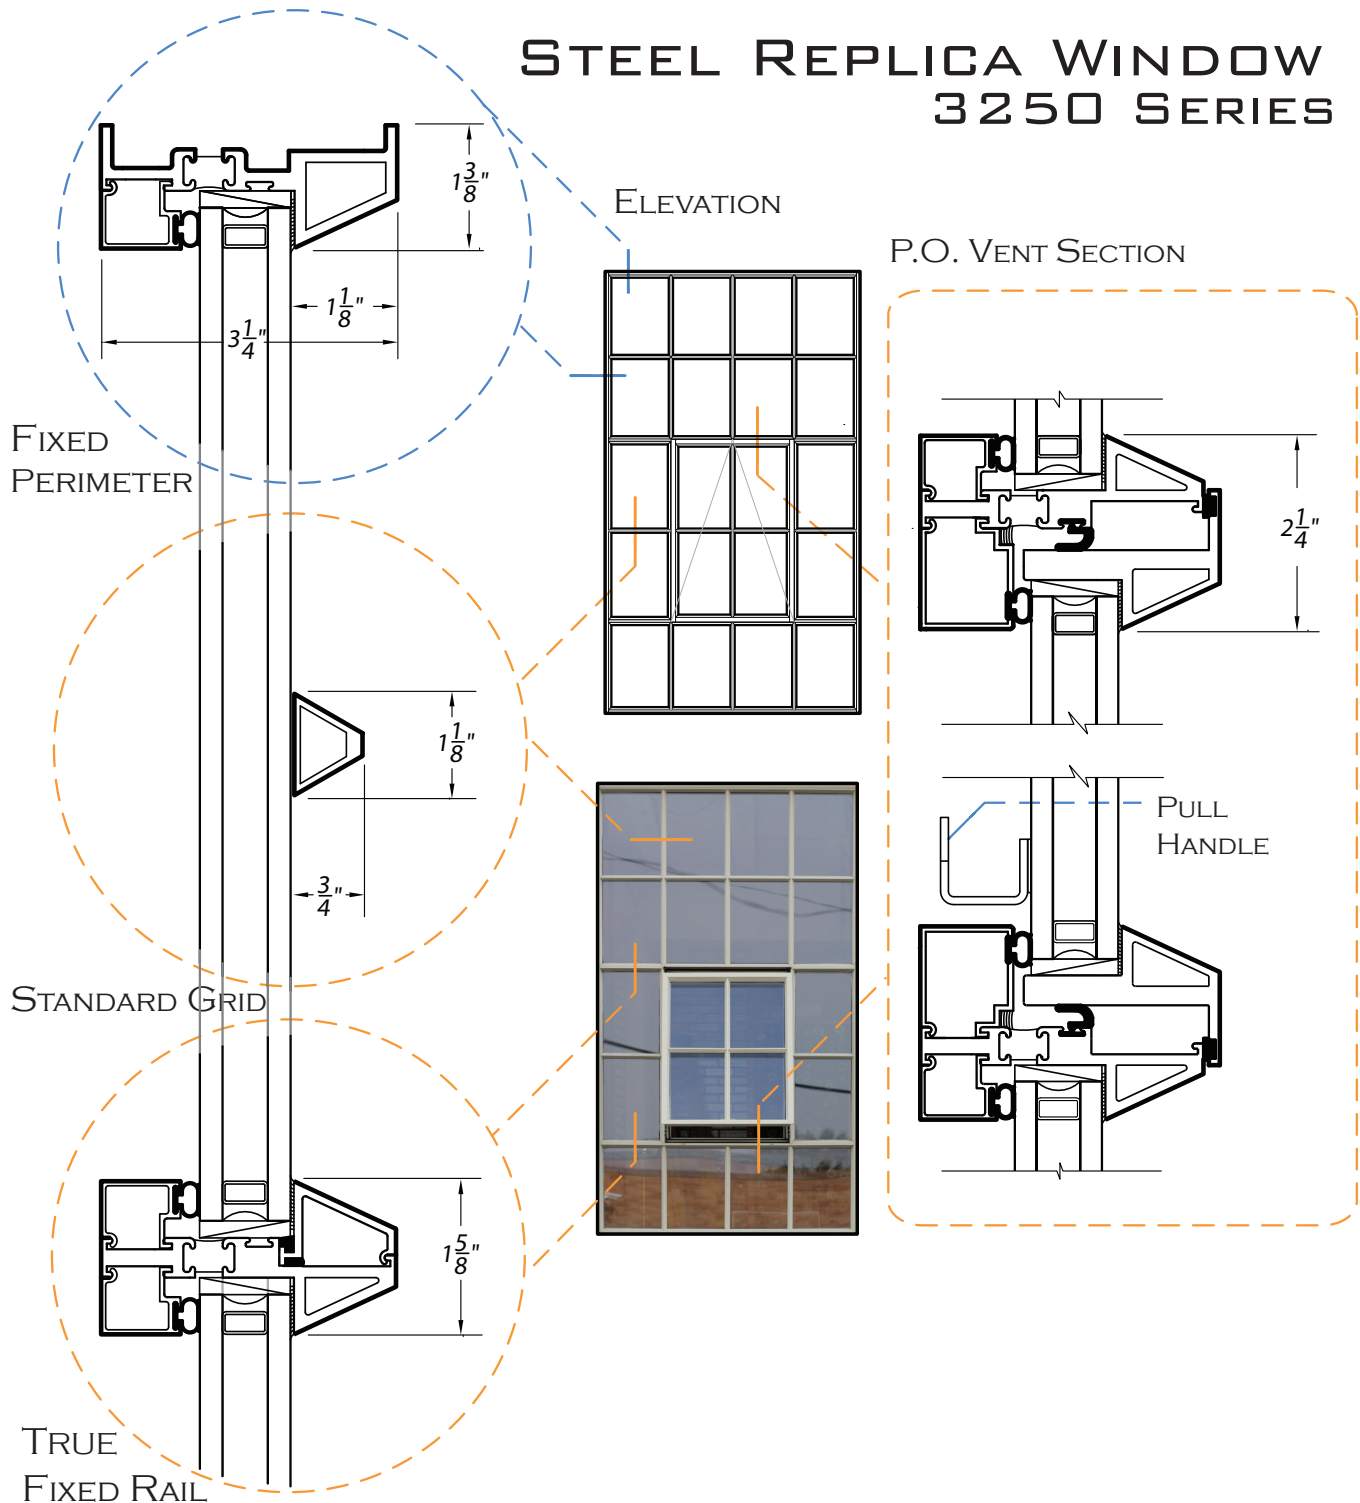 STEEL REPLICA WINDOW
3250 SERIES
1 3/8"
ELEVATION
P.O. VENT SECTION
1 1/8"
3 1/4"
FIXED
PERIMETER
2 1/4"
1 1/8"
PULL
HANDLE
3/4"
STANDARD GRID
1 5/8"
TRUE
FIXED RAIL